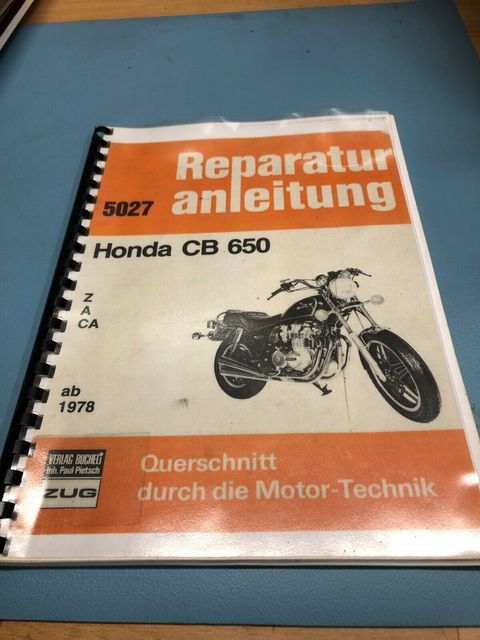 Reparatur
5027 anleitung
Honda CB 650
Z
A
CA
ab
1978
VERLAG BUCHELI
Inh. Paul Pietsch
ZUG
Querschnitt
durch die Motor-Technik